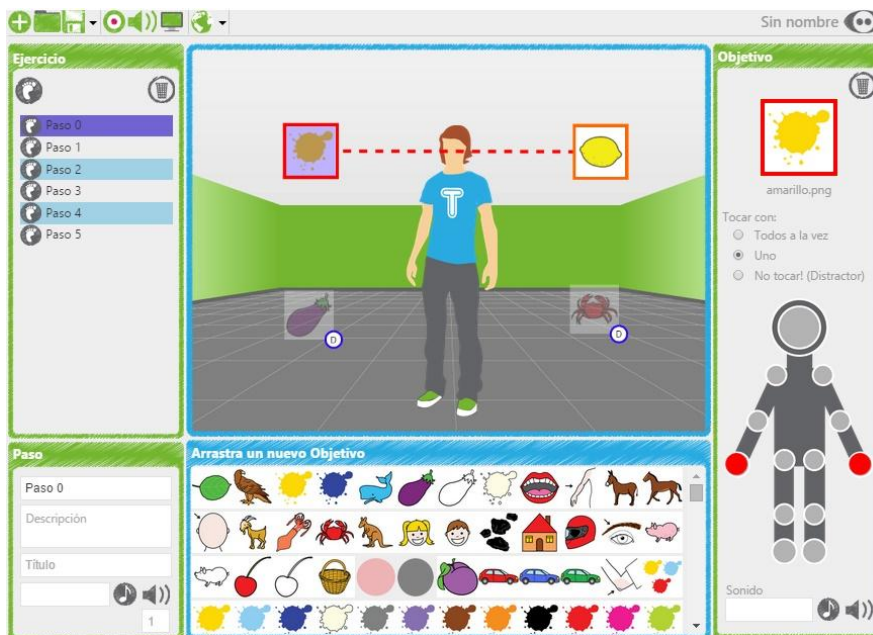 Sin nombre
Ejercicio
Paso 0
Paso 1
Paso 2
Paso 3
Paso 4
Paso 5
T
D
D
Objetivo
amarillo.png
Tocar con:
Todos a la vez
Uno
No tocar! (Distractor)
Sonido
Paso
Paso 0
Descripción
Título
1
Arrastra un nuevo Objetivo